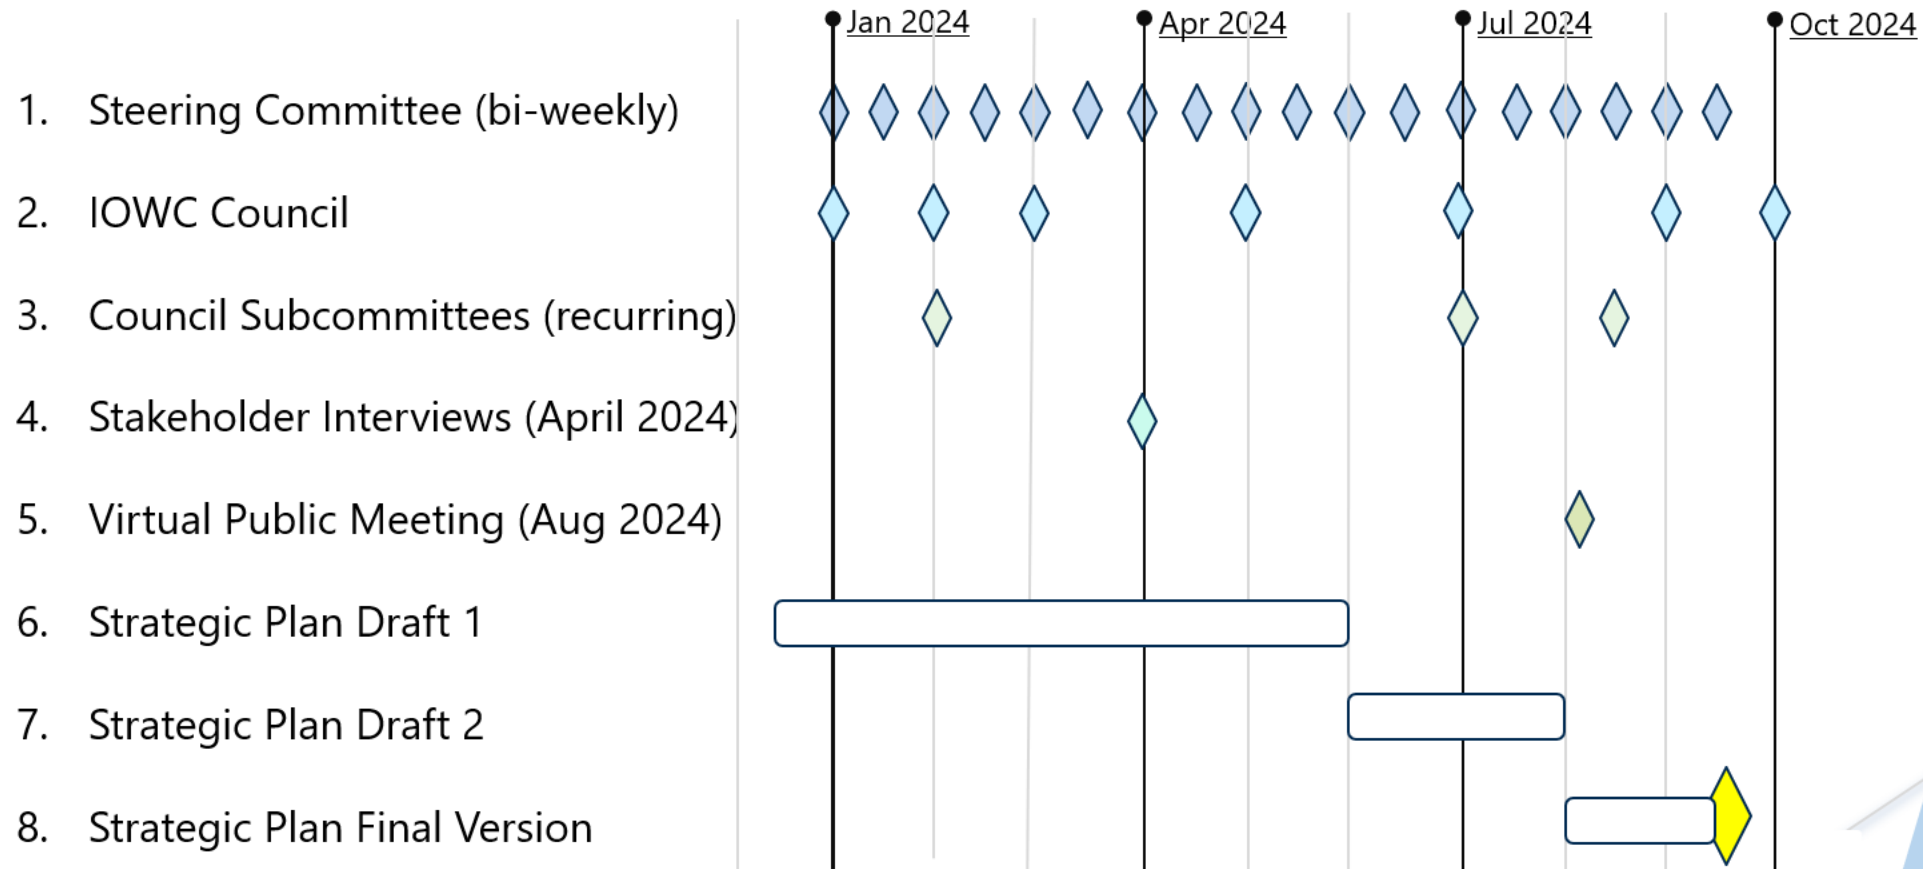 Jan 2024
Apr 2024
Jul 2024
Oct 2024
1. Steering Committee (bi-weekly)
2. IOWC Council
3. Council Subcommittees (recurring)
4. Stakeholder Interviews (April 2024)
5. Virtual Public Meeting (Aug 2024)
6. Strategic Plan Draft 1
7. Strategic Plan Draft 2
8. Strategic Plan Final Version